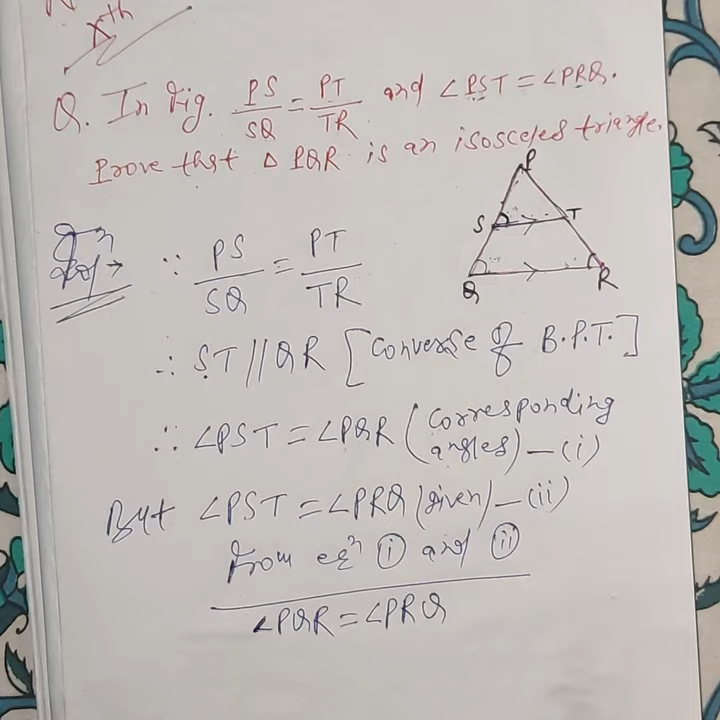 Xth
Q. In Fig. PS/SQ = PT/TR and ∠PST = ∠PRQ.
Prove that △ PQR is an isosceles triangle.
P
S T
Q R
Solⁿ → ∵ PS/SQ = PT/TR
∴ ST // QR [Converse of B.P.T.]
∴ ∠PST = ∠PQR (Corresponding angles) — (i)
But ∠PST = ∠PRQ (given) — (ii)
From eqⁿ (i) and (ii)
∠PQR = ∠PRQ